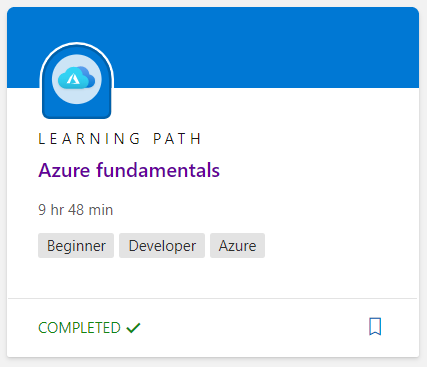 LEARNING PATH
Azure fundamentals
9 hr 48 min
Beginner Developer Azure
COMPLETED